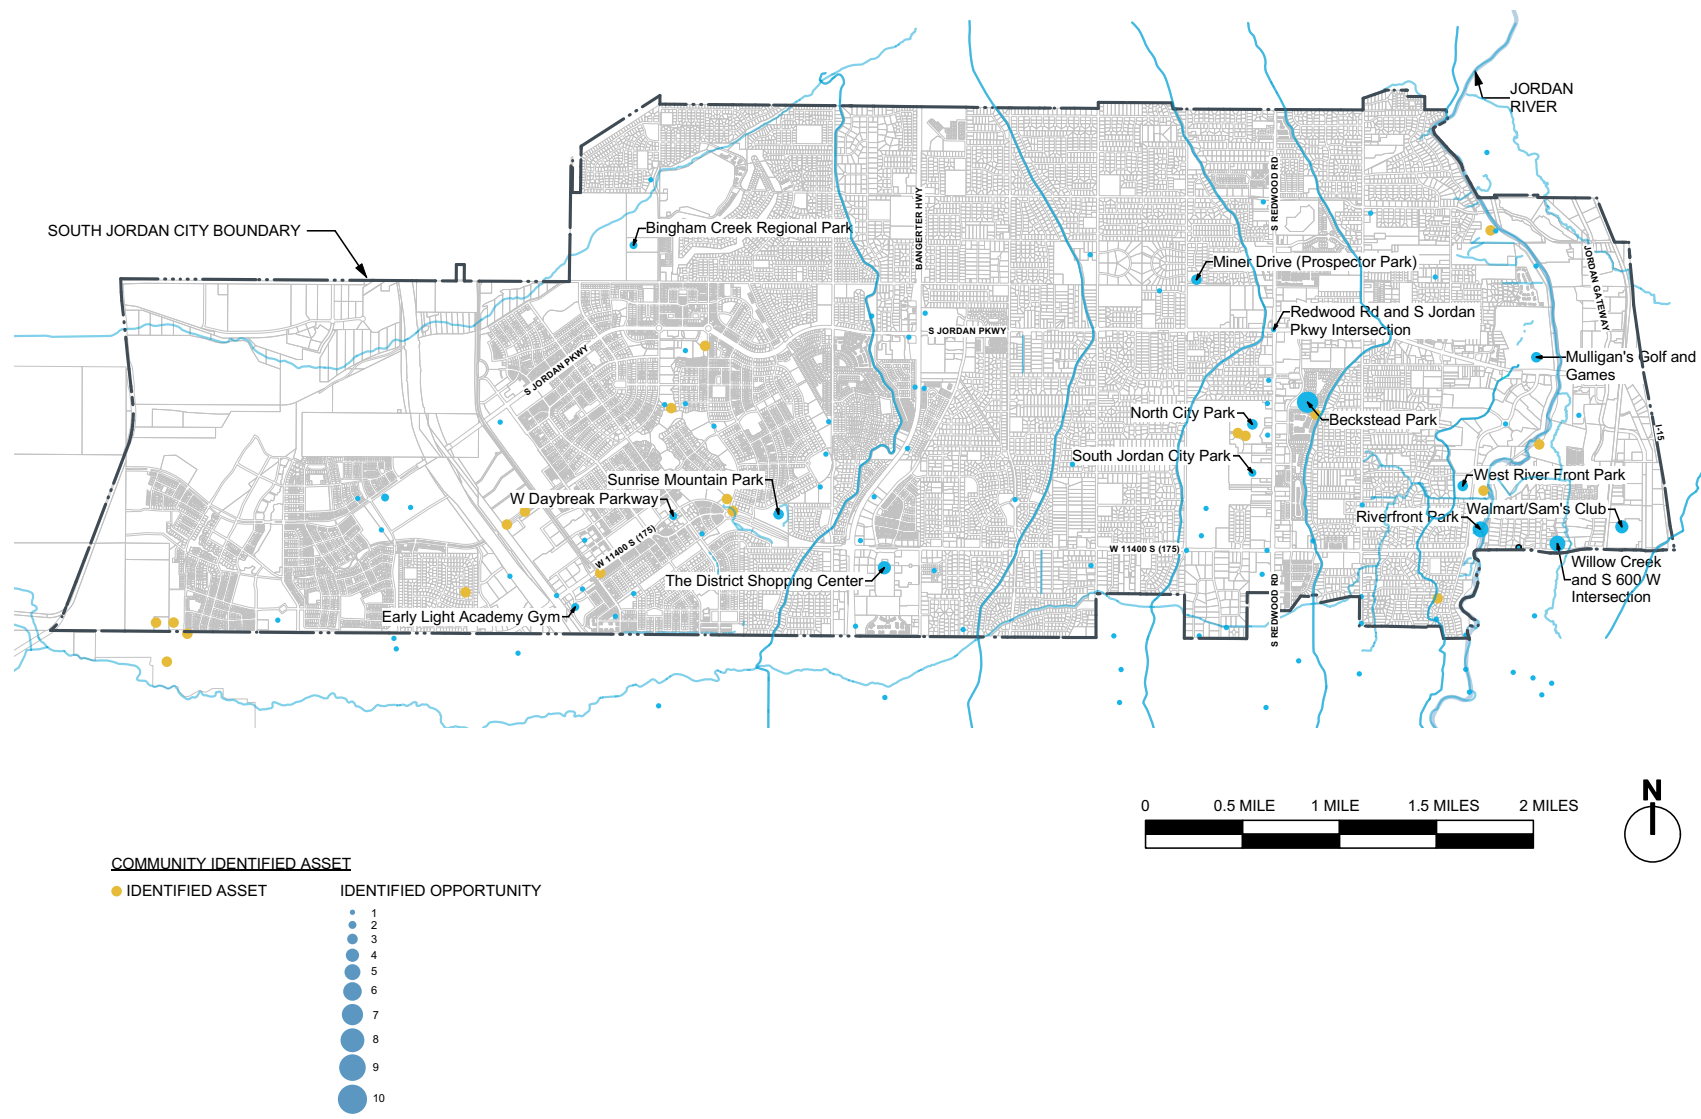 JORDAN
RIVER
SOUTH JORDAN CITY BOUNDARY
S REDWOOD RD
BANGERTER HWY
Bingham Creek Regional Park
Miner Drive (Prospector Park)
JORDAN GATEWAY
Redwood Rd and S Jordan
Pkwy Intersection
S JORDAN PKWY
S JORDAN PKWY
Mulligan's Golf and
Games
North City Park
Beckstead Park
I-15
South Jordan City Park
Sunrise Mountain Park
West River Front Park
W Daybreak Parkway
Walmart/Sam's Club
Riverfront Park
W 11400 S (175)
W 11400 S (175)
The District Shopping Center
Willow Creek
and S 600 W
Intersection
Early Light Academy Gym
S REDWOOD RD
N
0
0.5 MILE
1 MILE
1.5 MILES
2 MILES
COMMUNITY IDENTIFIED ASSET
IDENTIFIED ASSET
IDENTIFIED OPPORTUNITY
1
2
3
4
5
6
7
8
9
10